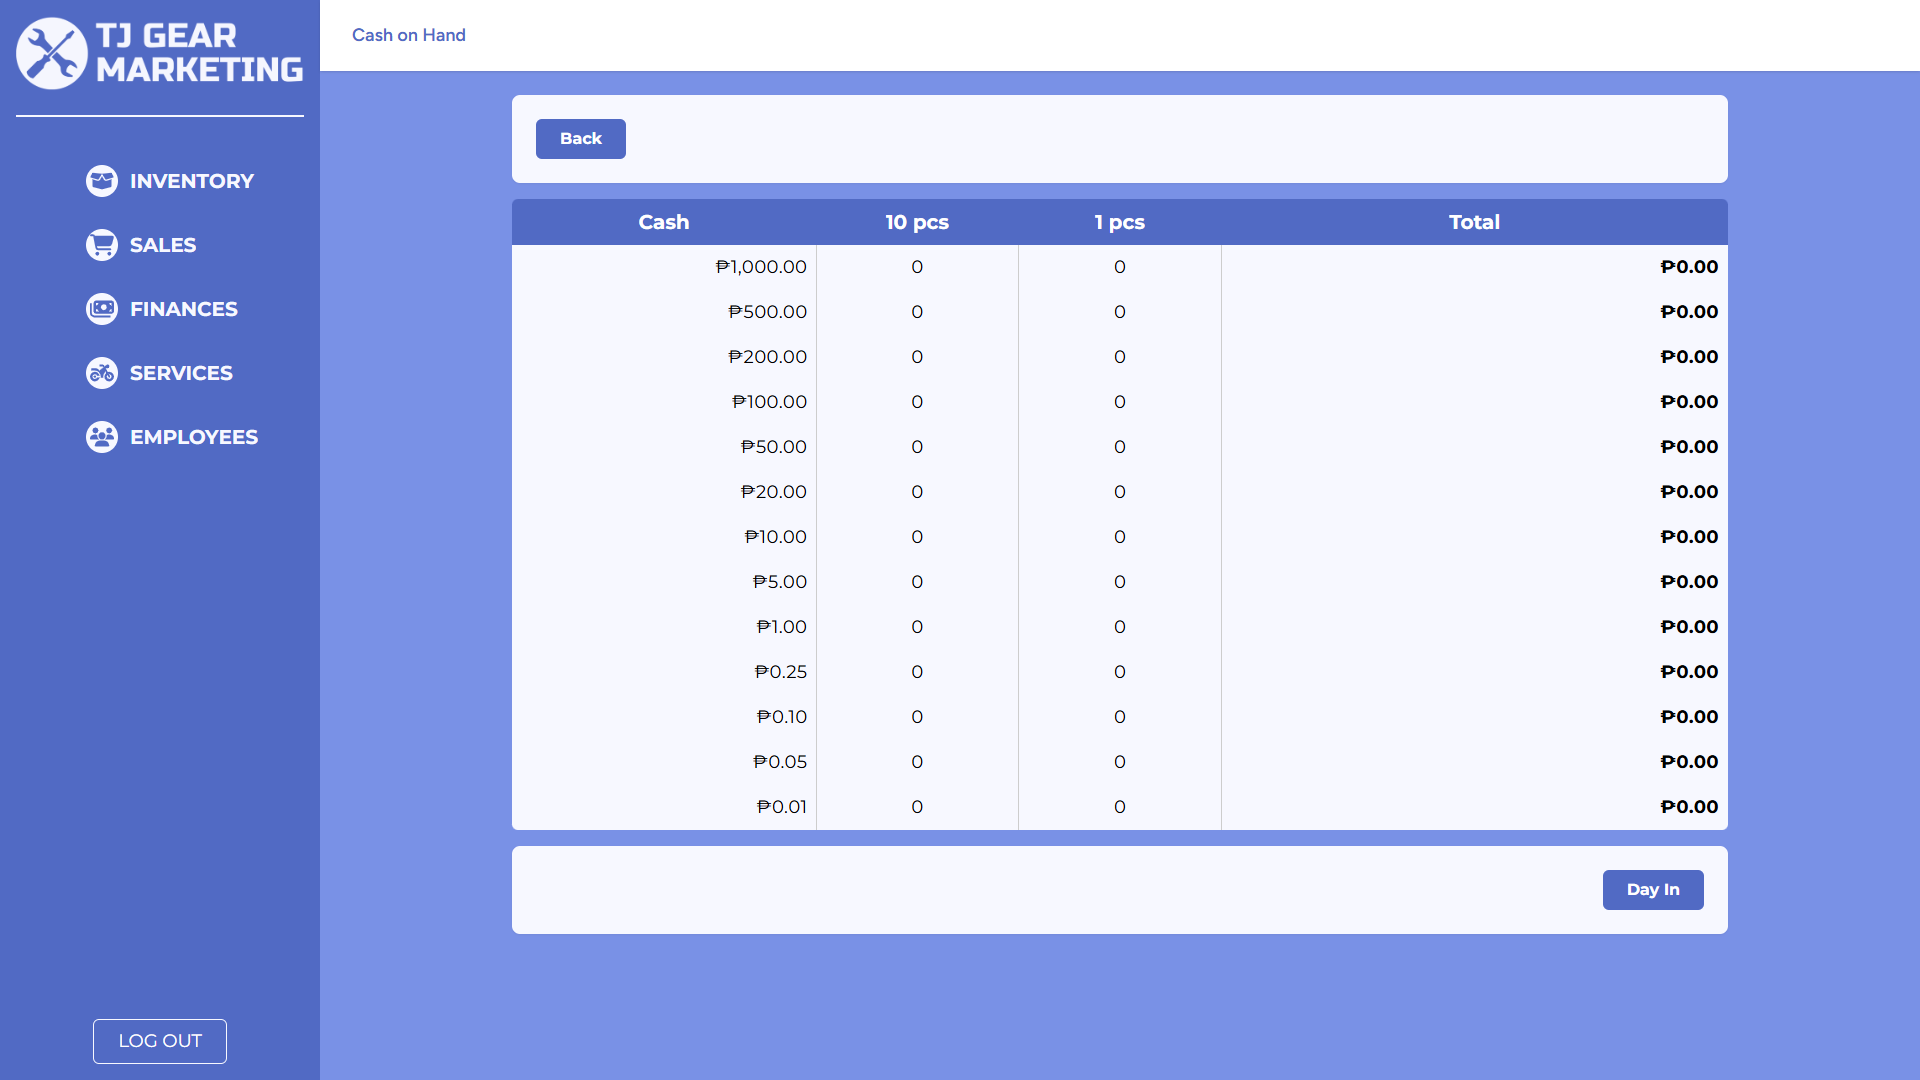 TJ GEAR
MARKETING
Cash on Hand
INVENTORY
SALES
FINANCES
SERVICES
EMPLOYEES
LOG OUT
Back
Cash 10 pcs 1 pcs Total
₱1,000.00 0 0 ₱0.00
₱500.00 0 0 ₱0.00
₱200.00 0 0 ₱0.00
₱100.00 0 0 ₱0.00
₱50.00 0 0 ₱0.00
₱20.00 0 0 ₱0.00
₱10.00 0 0 ₱0.00
₱5.00 0 0 ₱0.00
₱1.00 0 0 ₱0.00
₱0.25 0 0 ₱0.00
₱0.10 0 0 ₱0.00
₱0.05 0 0 ₱0.00
₱0.01 0 0 ₱0.00
Day In